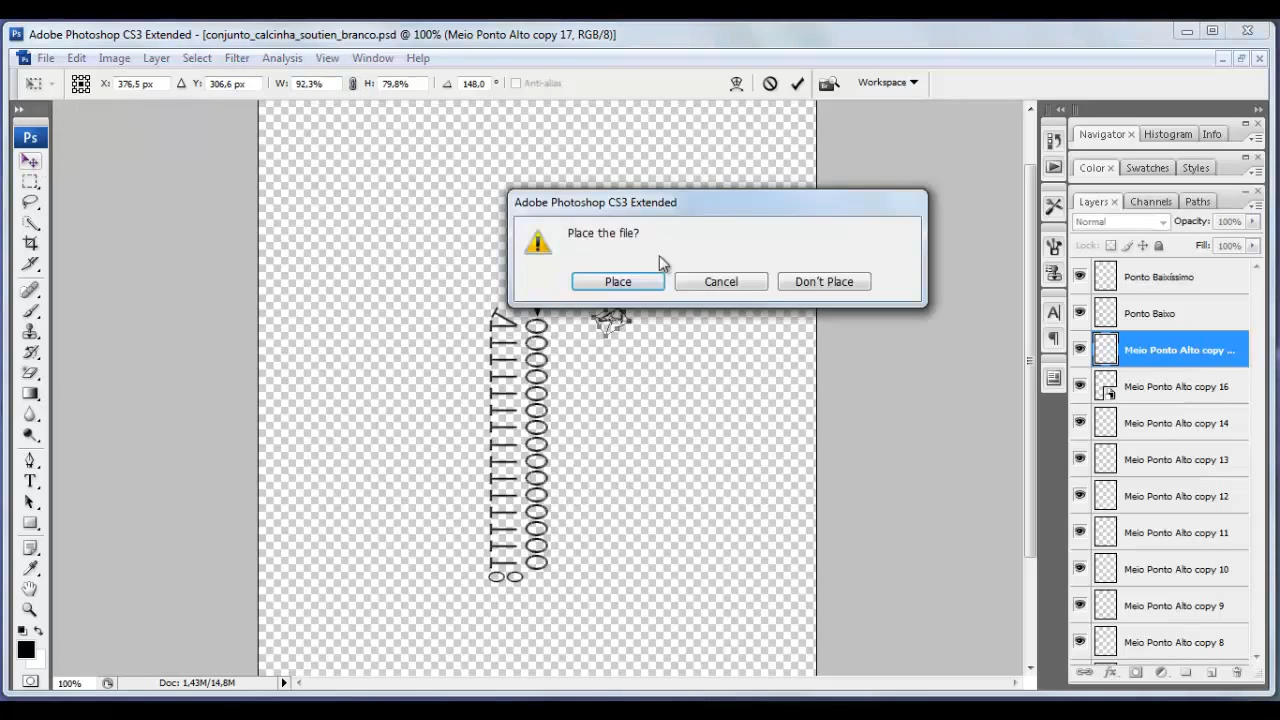 Ps Adobe Photoshop CS3 Extended - [conjunto_calcinha_soutien_branco.psd @ 100% (Meio Ponto Alto copy 17, RGB/8)]
Ps File Edit Image Layer Select Filter Analysis View Window Help
X: 376,5 px Y: 306,6 px W: 92,3% H: 79,8% 148,0 ° Anti-alias Workspace
Ps
Navigator × Histogram Info
Color × Swatches Styles
Layers × Channels Paths
Normal Opacity: 100%
Lock: Fill: 100%
Adobe Photoshop CS3 Extended
Place the file?
Place Cancel Don't Place
Ponto Baixíssimo
Ponto Baixo
Meio Ponto Alto copy ...
Meio Ponto Alto copy 16
Meio Ponto Alto copy 14
Meio Ponto Alto copy 13
Meio Ponto Alto copy 12
Meio Ponto Alto copy 11
Meio Ponto Alto copy 10
Meio Ponto Alto copy 9
Meio Ponto Alto copy 8
100% Doc: 1,43M/14,8M